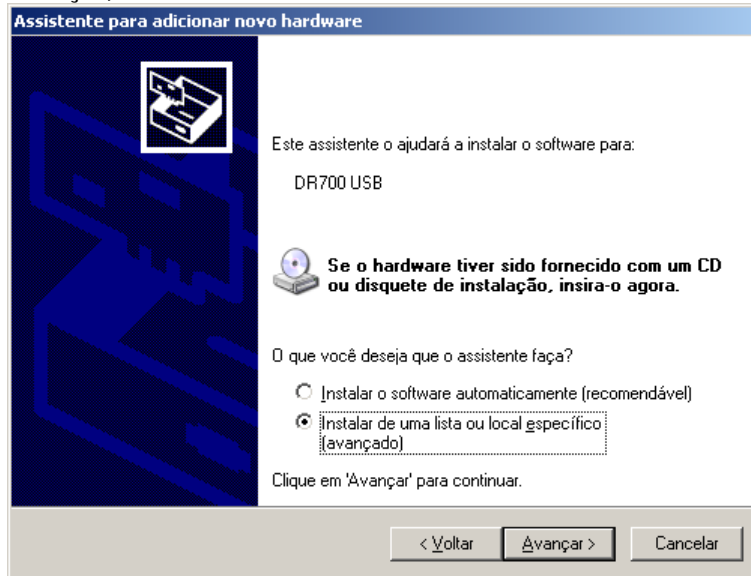 Assistente para adicionar novo hardware
Este assistente o ajudará a instalar o software para:
DR700 USB
Se o hardware tiver sido fornecido com um CD
ou disquete de instalação, insira-o agora.
O que você deseja que o assistente faça?
Instalar o software automaticamente (recomendável)
Instalar de uma lista ou local específico
(avançado)
Clique em 'Avançar' para continuar.
< Voltar
Avançar >
Cancelar